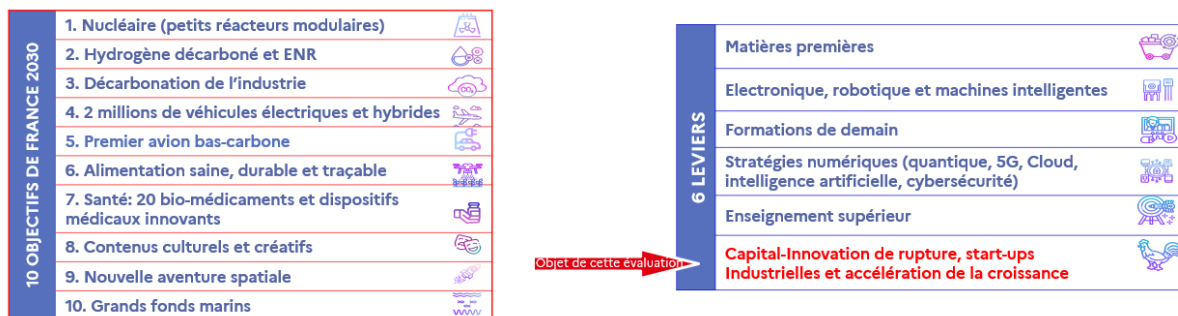 10 OBJECTIFS DE FRANCE 2030
1. Nucléaire (petits réacteurs modulaires)
2. Hydrogène décarboné et ENR
3. Décarbonation de l'industrie
CO₂
4. 2 millions de véhicules électriques et hybrides
5. Premier avion bas-carbone
6. Alimentation saine, durable et traçable
7. Santé: 20 bio-médicaments et dispositifs
médicaux innovants
8. Contenus culturels et créatifs
9. Nouvelle aventure spatiale
10. Grands fonds marins
Objet de cette évaluation
6 LEVIERS
Matières premières
Electronique, robotique et machines intelligentes
Formations de demain
Stratégies numériques (quantique, 5G, Cloud,
intelligence artificielle, cybersécurité)
Enseignement supérieur
Capital-Innovation de rupture, start-ups
Industrielles et accélération de la croissance